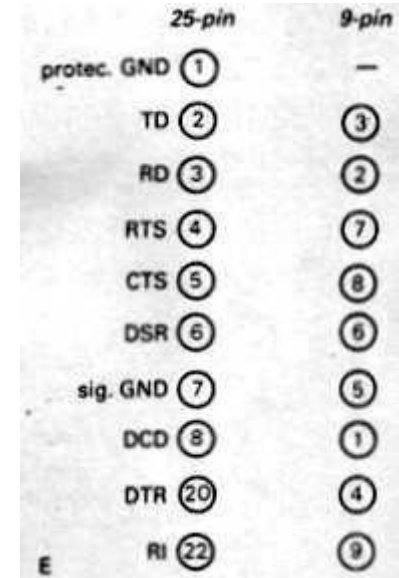 25-pin 9-pin
protec. GND 1 —
TD 2 3
RD 3 2
RTS 4 7
CTS 5 8
DSR 6 6
sig. GND 7 5
DCD 8 1
DTR 20 4
E RI 22 9